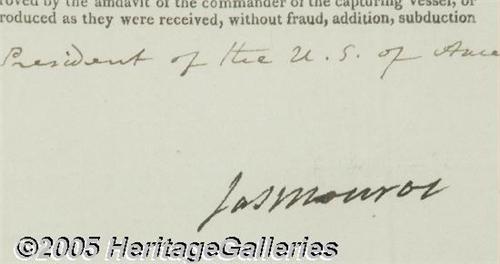 roved by the affidavit of the commander of the capturing vessel, or
roduced as they were received, without fraud, addition, subduction
President of the U. S. of Ame
Jas Monroe
©2005 HeritageGalleries